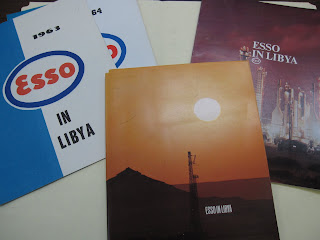 1963
Esso
IN
LIBYA
64
ESSO
IN LIBYA
ESSO IN LIBYA